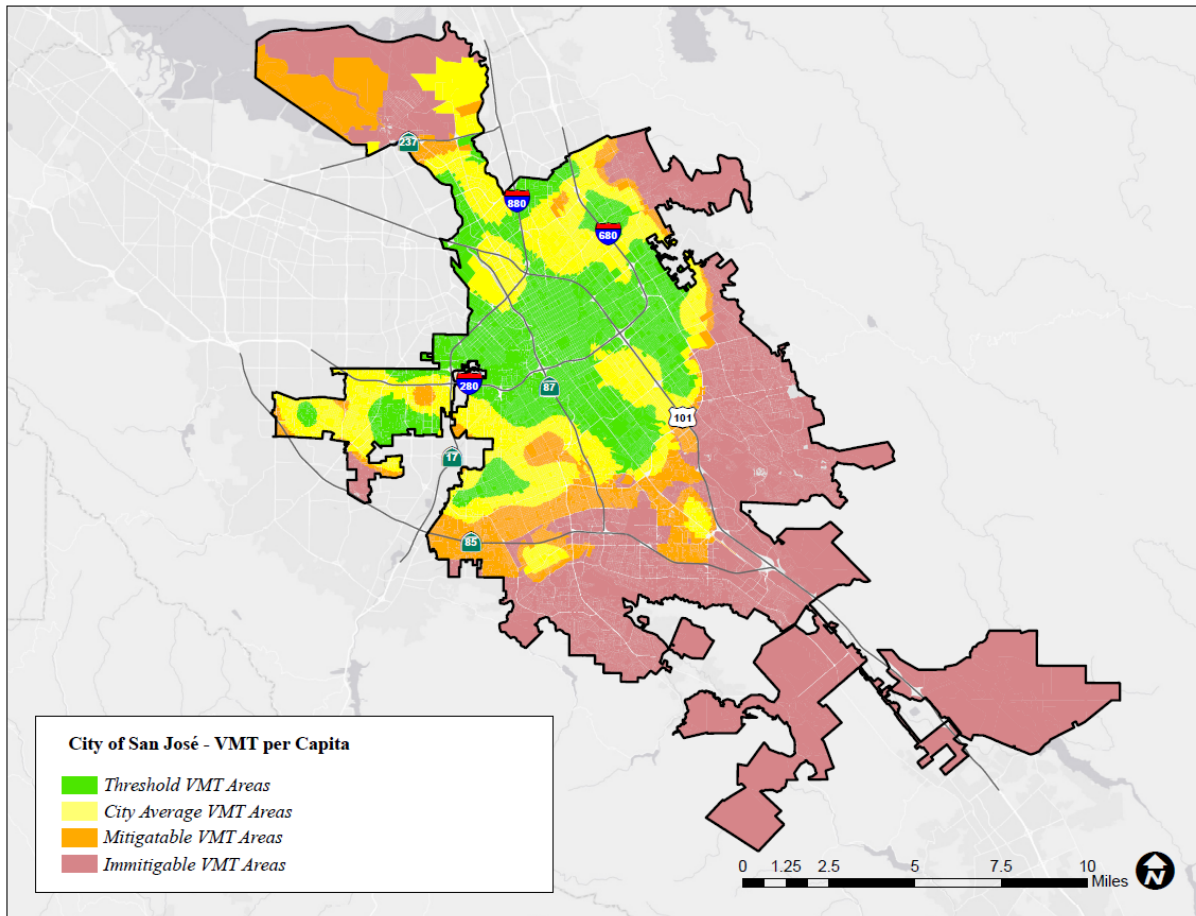 237
880
680
280
87
101
17
85
City of San José - VMT per Capita
Threshold VMT Areas
City Average VMT Areas
Mitigatable VMT Areas
Immitigable VMT Areas
0 1.25 2.5 5 7.5 10
Miles
N